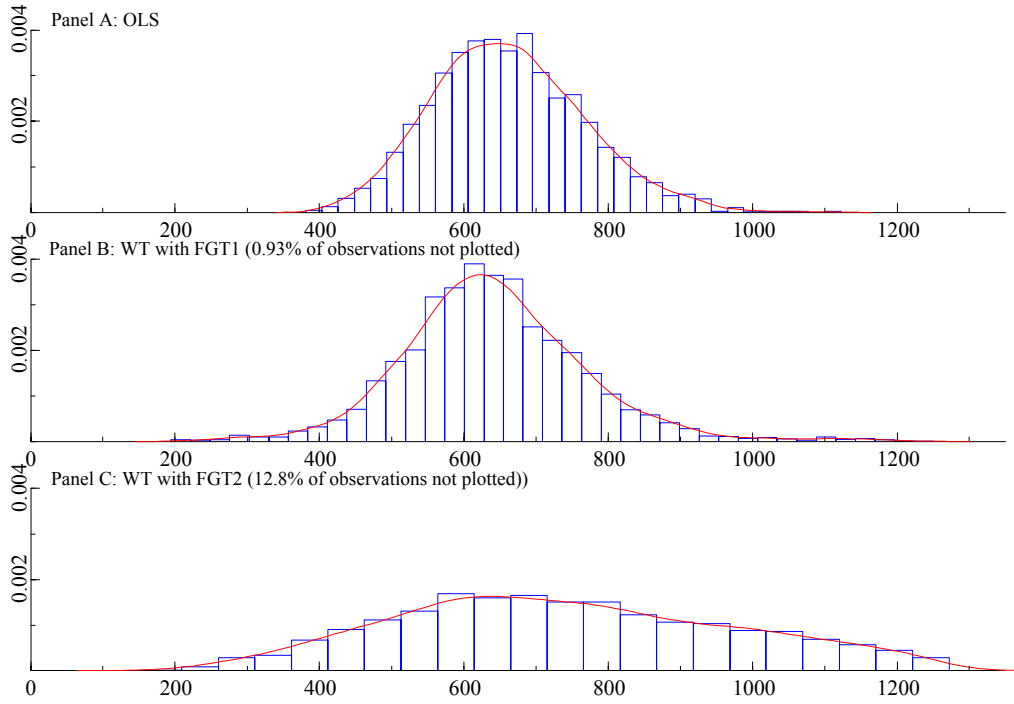 Panel A: OLS
0.004
0.002
0 200 400 600 800 1000 1200
Panel B: WT with FGT1 (0.93% of observations not plotted)
0.004
0.002
0 200 400 600 800 1000 1200
Panel C: WT with FGT2 (12.8% of observations not plotted))
0.004
0.002
0 200 400 600 800 1000 1200